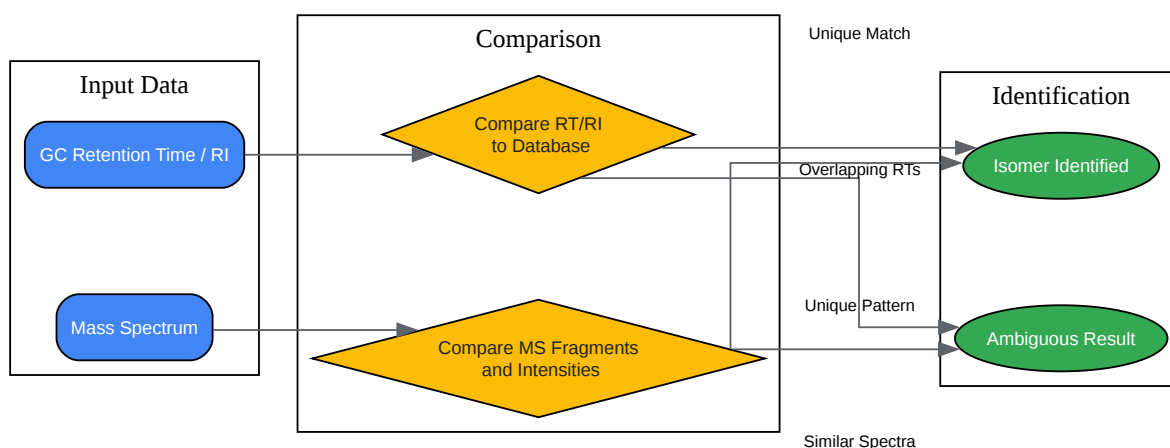 Input Data
GC Retention Time / RI
Mass Spectrum
Comparison
Compare RT/RI
to Database
Compare MS Fragments
and Intensities
Unique Match
Overlapping RTs
Unique Pattern
Similar Spectra
Identification
Isomer Identified
Ambiguous Result